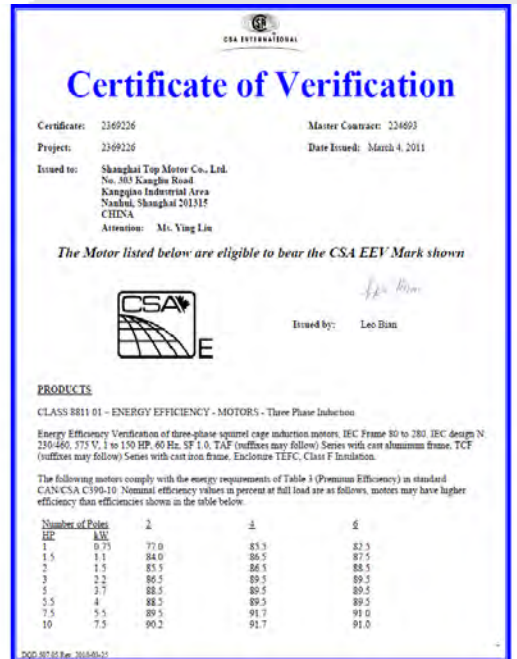 CSA INTERNATIONAL
Certificate of Verification
Certificate: 2369226 Master Contract: 224693
Project: 2369226 Date Issued: March 4, 2011
Issued to: Shanghai Top Motor Co., Ltd.
No. 303 Kangqiao Road
Kangqiao Industrial Area
Nanhui, Shanghai 201315
CHINA
Attention: Ms. Ying Liu
The Motor listed below are eligible to bear the CSA EEV Mark shown
CSA
E
Issued by: Leo Bian
PRODUCTS
CLASS 8811 01 – ENERGY EFFICIENCY - MOTORS - Three Phase Induction
Energy Efficiency Verification of three-phase squirrel cage induction motors, IEC Frame 80 to 280, IEC design N
230/460, 575 V, 1 to 150 HP, 60 Hz, SF 1.0, TAF (suffixes may follow) Series with cast aluminum frame, TCF
(suffixes may follow) Series with cast iron frame, Enclosure TEFC, Class F Insulation.
The following motors comply with the energy requirements of Table 3 (Premium Efficiency) in standard
CAN/CSA C390-10. Nominal efficiency values in percent at full load are as follows, motors may have higher
efficiency than efficiencies shown in the table below.
Number of Poles 2 4 6
HP kW
1 0.75 77.0 85.5 82.5
1.5 1.1 84.0 86.5 87.5
2 1.5 85.5 86.5 88.5
3 2.2 86.5 89.5 89.5
5 3.7 88.5 89.5 89.5
5.5 4 88.5 89.5 89.5
7.5 5.5 89.5 91.7 91.0
10 7.5 90.2 91.7 91.0
DQD 507.05 Rev. 2010-03-25